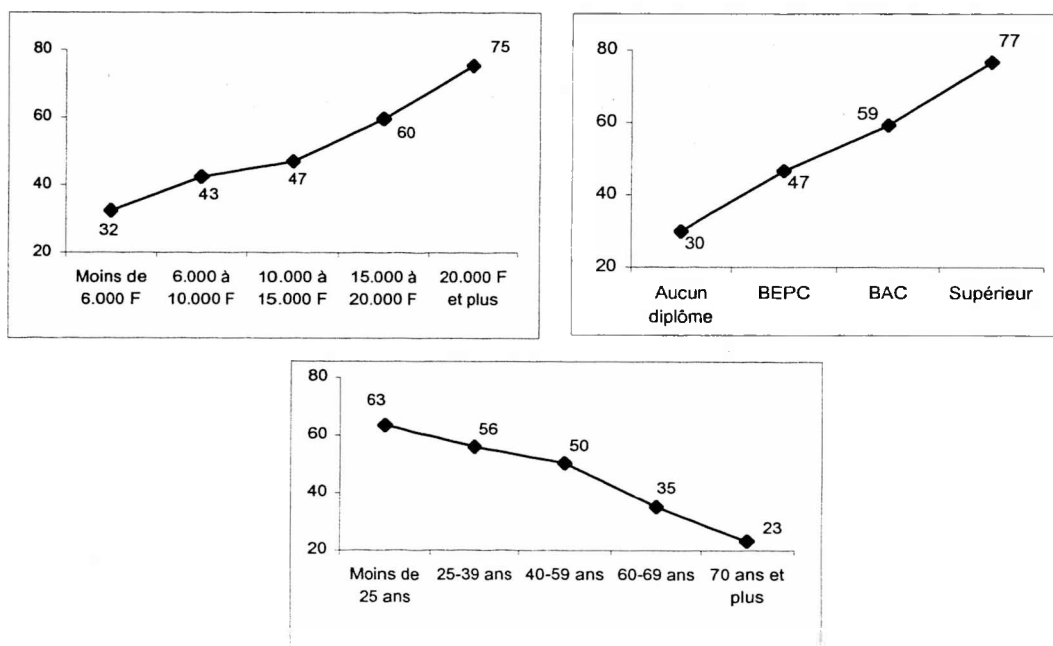 80
60
40
20
32
43
47
60
75
Moins de
6.000 F
6.000 à
10.000 F
10.000 à
15.000 F
15.000 à
20.000 F
20.000 F
et plus
80
60
40
20
30
47
59
77
Aucun
diplôme
BEPC
BAC
Supérieur
80
60
40
20
63
56
50
35
23
Moins de
25 ans
25-39 ans
40-59 ans
60-69 ans
70 ans et
plus